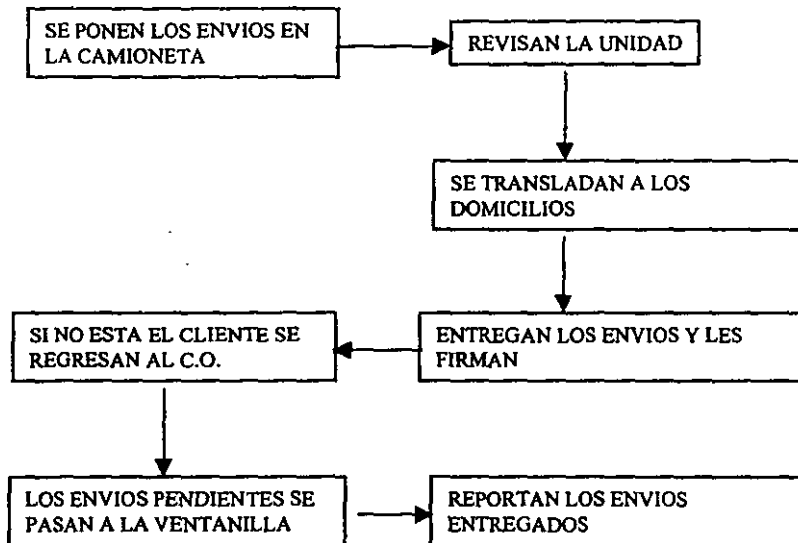 SE PONEN LOS ENVIOS EN
LA CAMIONETA
REVISAN LA UNIDAD
SE TRANSLADAN A LOS
DOMICILIOS
ENTREGAN LOS ENVIOS Y LES
FIRMAN
SI NO ESTA EL CLIENTE SE
REGRESAN AL C.O.
LOS ENVIOS PENDIENTES SE
PASAN A LA VENTANILLA
REPORTAN LOS ENVIOS
ENTREGADOS